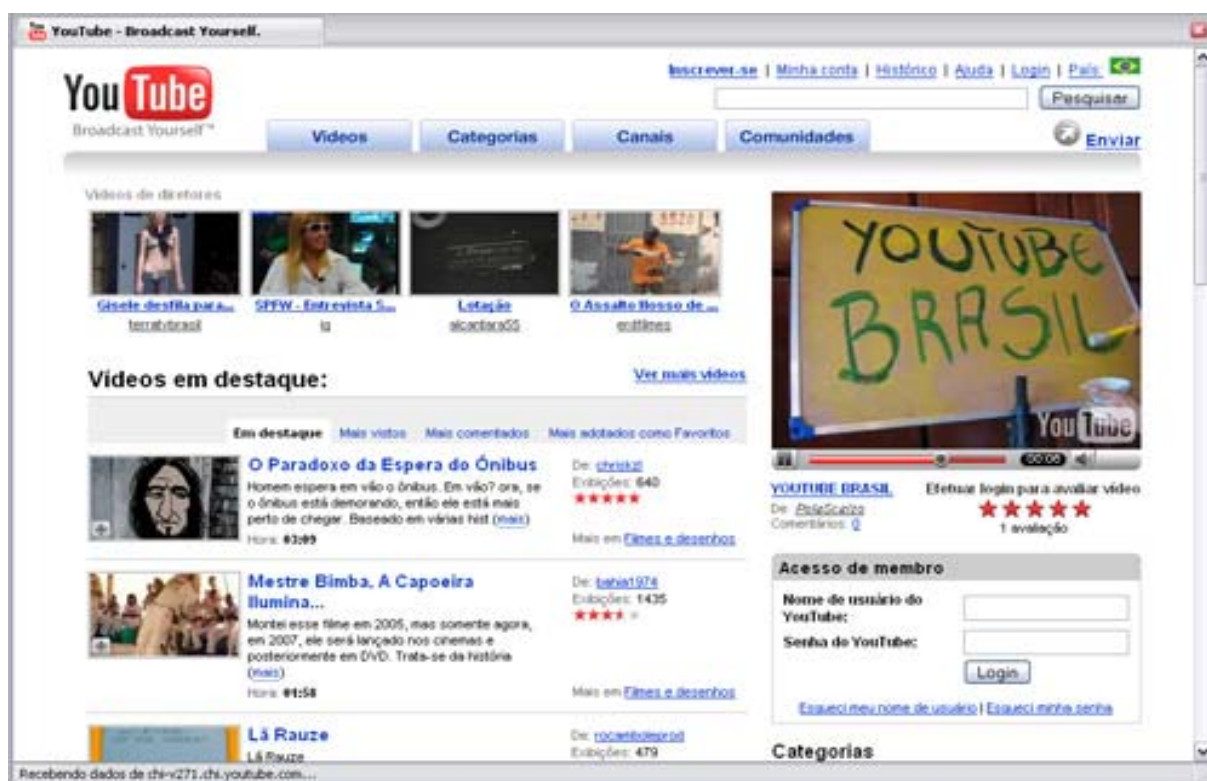 YouTube - Broadcast Yourself.
YouTube
Broadcast Yourself™
Inscrever-se | Minha conta | Histórico | Ajuda | Login | País:
Pesquisar
Vídeos Categorias Canais Comunidades
Enviar
Vídeos de diretores
Gisele desfila para... SPFW - Entrevista S... Lotação O Assalto Nosso de ...
terratvbrasil ig alcantara55
Vídeos em destaque:
Ver mais vídeos
Em destaque Mais vistos Mais comentados Mais adotados como Favoritos
O Paradoxo da Espera do Ônibus
Homem espera em vão o ônibus. Em vão? ora, se
o ônibus está demorando, então ele está mais
perto de chegar. Baseado em várias hist (mais)
Hora: 03:09
De:
Exibições: 640
Mais em Filmes e desenhos
Mestre Bimba, A Capoeira
Ilumina...
Montei esse filme em 2005, mas somente agora,
em 2007, ele será lançado nos cinemas e
posteriormente em DVD. Trata-se da história
(mais)
Hora: 01:58
De: bahia1974
Exibições: 1435
Mais em Filmes e desenhos
Lá Rauze
Lá Rauze
De: rocamboleprod
Exibições: 479
YOUTUBE
BRASIL
YouTube
00:06
YOUTUBE BRASIL
Efetuar login para avaliar vídeo
De:
Comentários: 0
1 avaliação
Acesso de membro
Nome de usuário do
YouTube:
Senha do YouTube:
Login
Esqueci meu nome de usuário | Esqueci minha senha
Categorias
Recebendo dados de chi-v271.chi.youtube.com...